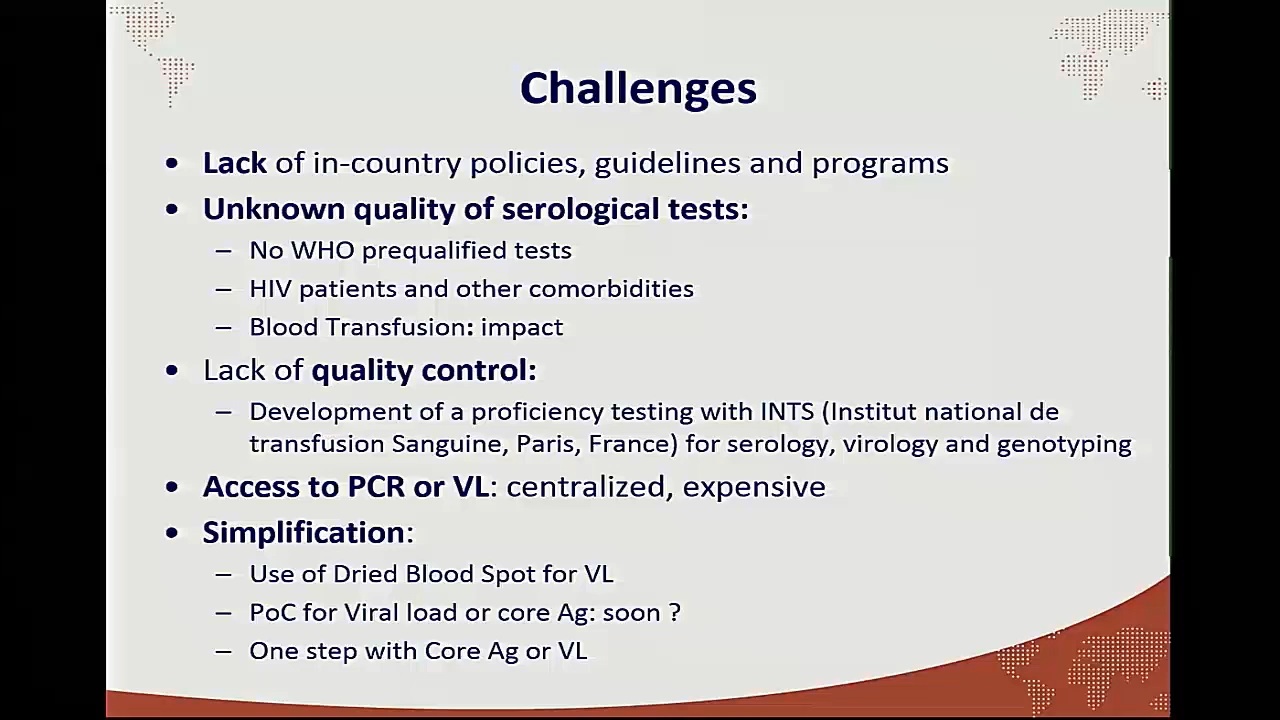 Challenges
• Lack of in-country policies, guidelines and programs
• Unknown quality of serological tests:
– No WHO prequalified tests
– HIV patients and other comorbidities
– Blood Transfusion: impact
• Lack of quality control:
– Development of a proficiency testing with INTS (Institut national de
transfusion Sanguine, Paris, France) for serology, virology and genotyping
• Access to PCR or VL: centralized, expensive
• Simplification:
– Use of Dried Blood Spot for VL
– PoC for Viral load or core Ag: soon ?
– One step with Core Ag or VL